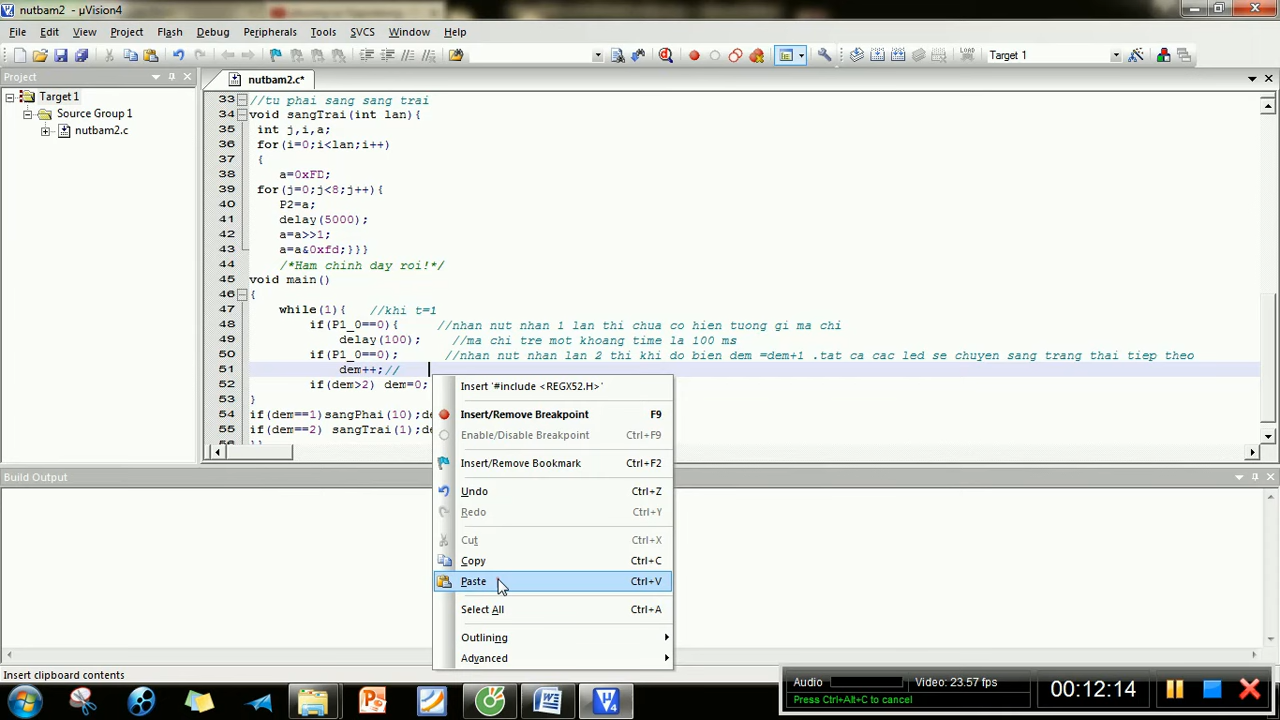 nutbam2 - µVision4
File Edit View Project Flash Debug Peripherals Tools SVCS Window Help
LOAD Target 1
Project
nutbam2.c*
Target 1
Source Group 1
nutbam2.c
33 //tu phai sang sang trai
34 void sangTrai(int lan){
35 int j,i,a;
36 for(i=0;i<lan;i++)
37 {
38 a=0xFD;
39 for(j=0;j<8;j++){
40 P2=a;
41 delay(5000);
42 a=a>>1;
43 a=a&0xfd;}}}
44 /*Ham chinh day roi!*/
45 void main()
46 {
47 while(1){ //khi t=1
48 if(P1_0==0){ //nhan nut nhan 1 lan thi chua co hien tuong gi ma chi
49 delay(100); //ma chi tre mot khoang time la 100 ms
50 if(P1_0==0); //nhan nut nhan lan 2 thi khi do bien dem =dem+1 .tat ca cac led se chuyen sang trang thai tiep theo
51 dem++;//
52 if(dem>2) dem=0;
53 }
54 if(dem==1)sangPhai(10);de
55 if(dem==2) sangTrai(1);de
56 }}
Insert '#include <REGX52.H>'
Insert/Remove Breakpoint F9
Enable/Disable Breakpoint Ctrl+F9
Insert/Remove Bookmark Ctrl+F2
Undo Ctrl+Z
Redo Ctrl+Y
Cut Ctrl+X
Copy Ctrl+C
Paste Ctrl+V
Select All Ctrl+A
Outlining
Advanced
Build Output
Insert clipboard contents
Audio Video: 23.57 fps
Press Ctrl+Alt+C to cancel
00:12:14